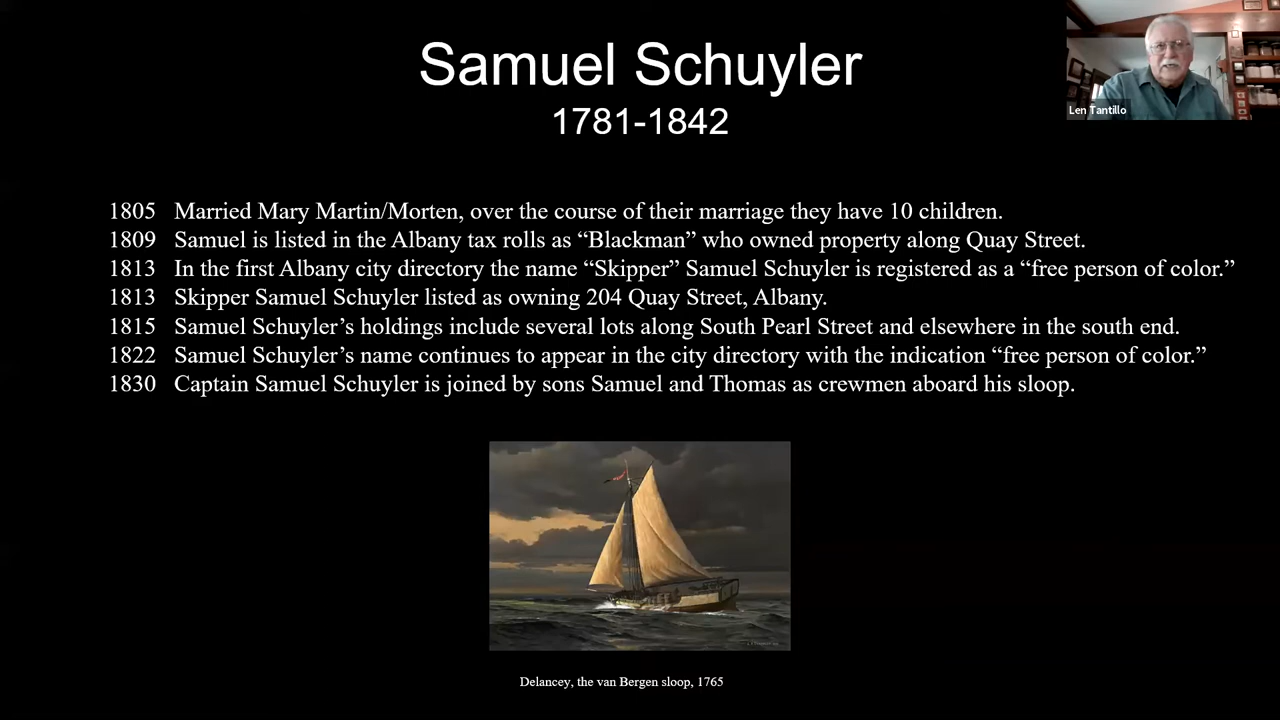 Samuel Schuyler
1781-1842
Len Tantillo
1805 Married Mary Martin/Morten, over the course of their marriage they have 10 children.
1809 Samuel is listed in the Albany tax rolls as “Blackman” who owned property along Quay Street.
1813 In the first Albany city directory the name “Skipper” Samuel Schuyler is registered as a “free person of color.”
1813 Skipper Samuel Schuyler listed as owning 204 Quay Street, Albany.
1815 Samuel Schuyler’s holdings include several lots along South Pearl Street and elsewhere in the south end.
1822 Samuel Schuyler’s name continues to appear in the city directory with the indication “free person of color.”
1830 Captain Samuel Schuyler is joined by sons Samuel and Thomas as crewmen aboard his sloop.
Delancey, the van Bergen sloop, 1765